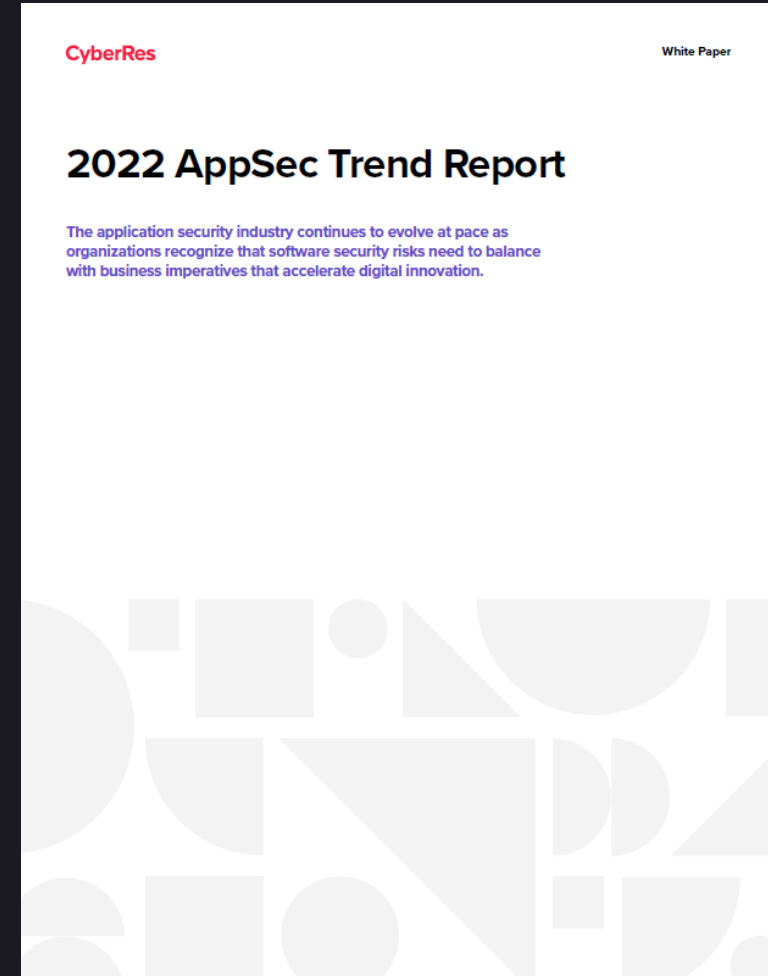 CyberRes
White Paper
2022 AppSec Trend Report
The application security industry continues to evolve at pace as
organizations recognize that software security risks need to balance
with business imperatives that accelerate digital innovation.